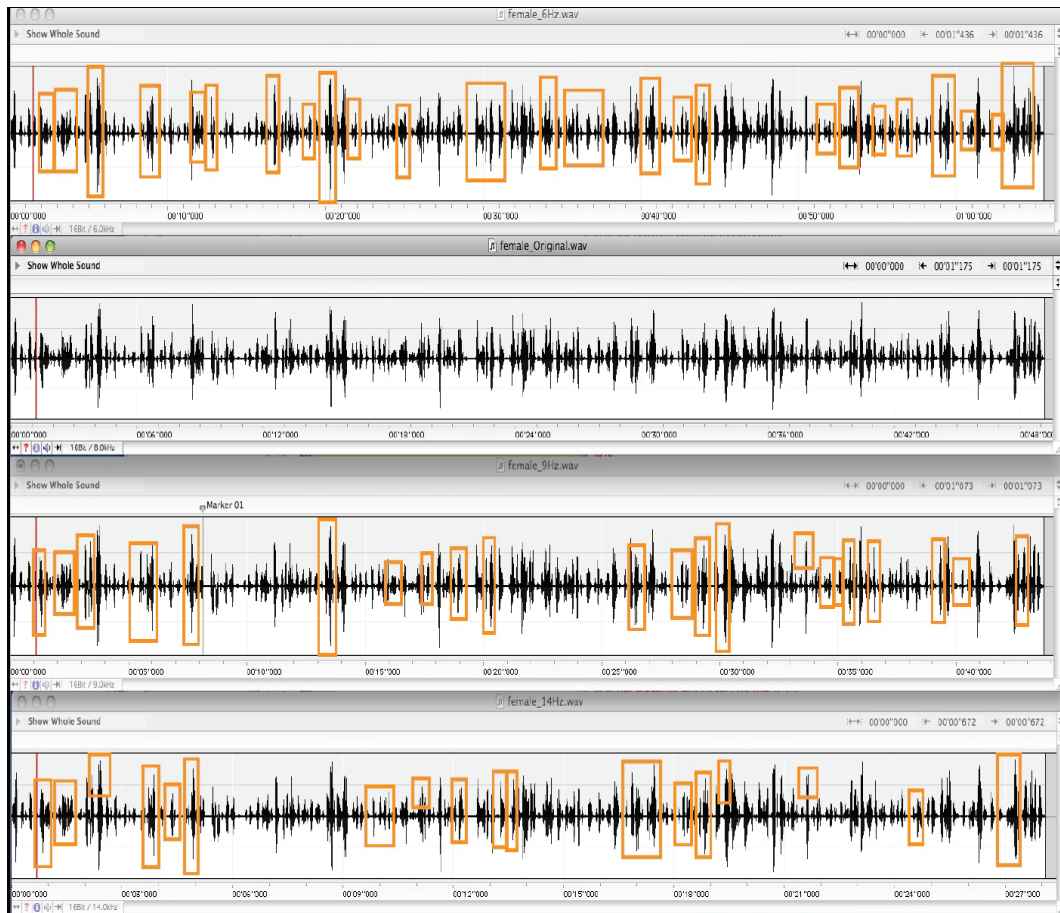 female_6Hz.wav
Show Whole Sound 00'00"000 00'01"436 00'01"436
00'00"000 00'10"000 00'20"000 00'30"000 00'40"000 00'50"000 01'00"000
? 16Bit / 6.0kHz
female_Original.wav
Show Whole Sound 00'00"000 00'01"175 00'01"175
00'00"000 00'06"000 00'12"000 00'18"000 00'24"000 00'30"000 00'36"000 00'42"000 00'48"000
? 16Bit / 8.0kHz
female_9Hz.wav
Show Whole Sound 00'00"000 00'01"073 00'01"073
Marker 01
00'00"000 00'05"000 00'10"000 00'15"000 00'20"000 00'25"000 00'30"000 00'35"000 00'40"000
? 16Bit / 9.0kHz
female_14Hz.wav
Show Whole Sound 00'00"000 00'00"672 00'00"672
00'00"000 00'03"000 00'06"000 00'09"000 00'12"000 00'15"000 00'18"000 00'21"000 00'24"000 00'27"000
? 16Bit / 14.0kHz